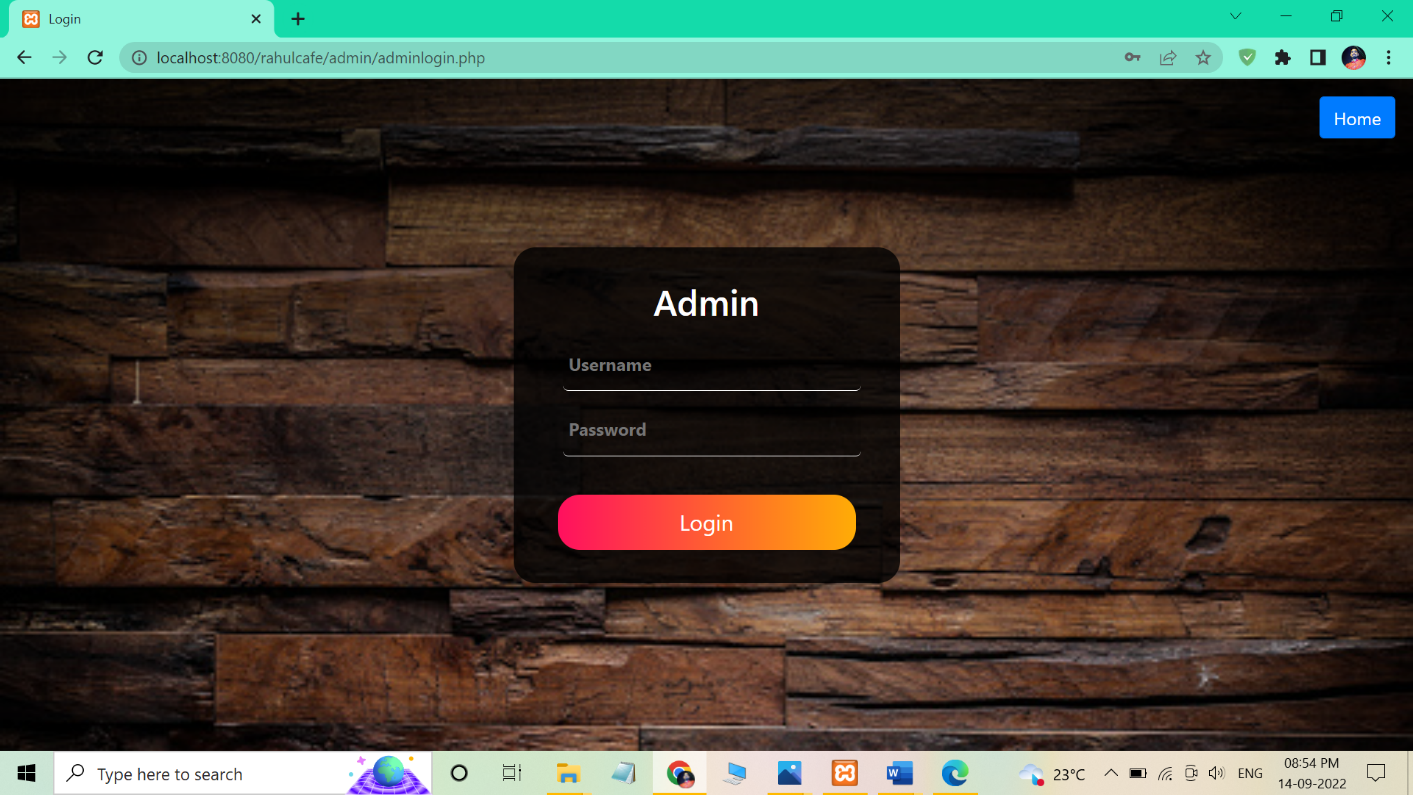 Login
localhost:8080/rahulcafe/admin/adminlogin.php
Home
Admin
Username
Password
Login
Type here to search
23°C
ENG
08:54 PM
14-09-2022